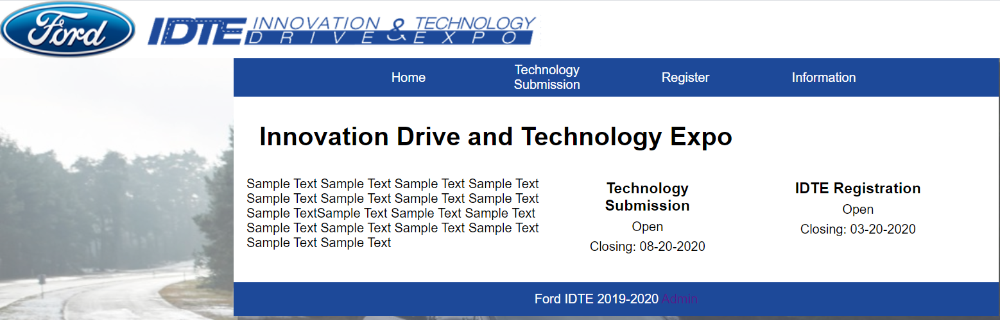 Ford IDTE INNOVATION & TECHNOLOGY
DRIVE & EXPO
Home Technology Submission Register Information
Innovation Drive and Technology Expo
Sample Text Sample Text Sample Text Sample Text
Sample Text Sample Text Sample Text Sample Text
Sample TextSample Text Sample Text Sample Text
Sample Text Sample Text Sample Text Sample Text
Sample Text Sample Text
Technology
Submission
Open
Closing: 08-20-2020
IDTE Registration
Open
Closing: 03-20-2020
Ford IDTE 2019-2020 Admin